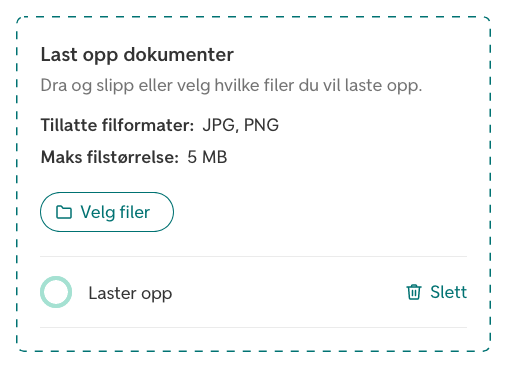 Last opp dokumenter
Dra og slipp eller velg hvilke filer du vil laste opp.
Tillatte filformater: JPG, PNG
Maks filstørrelse: 5 MB
Velg filer
Laster opp
Slett